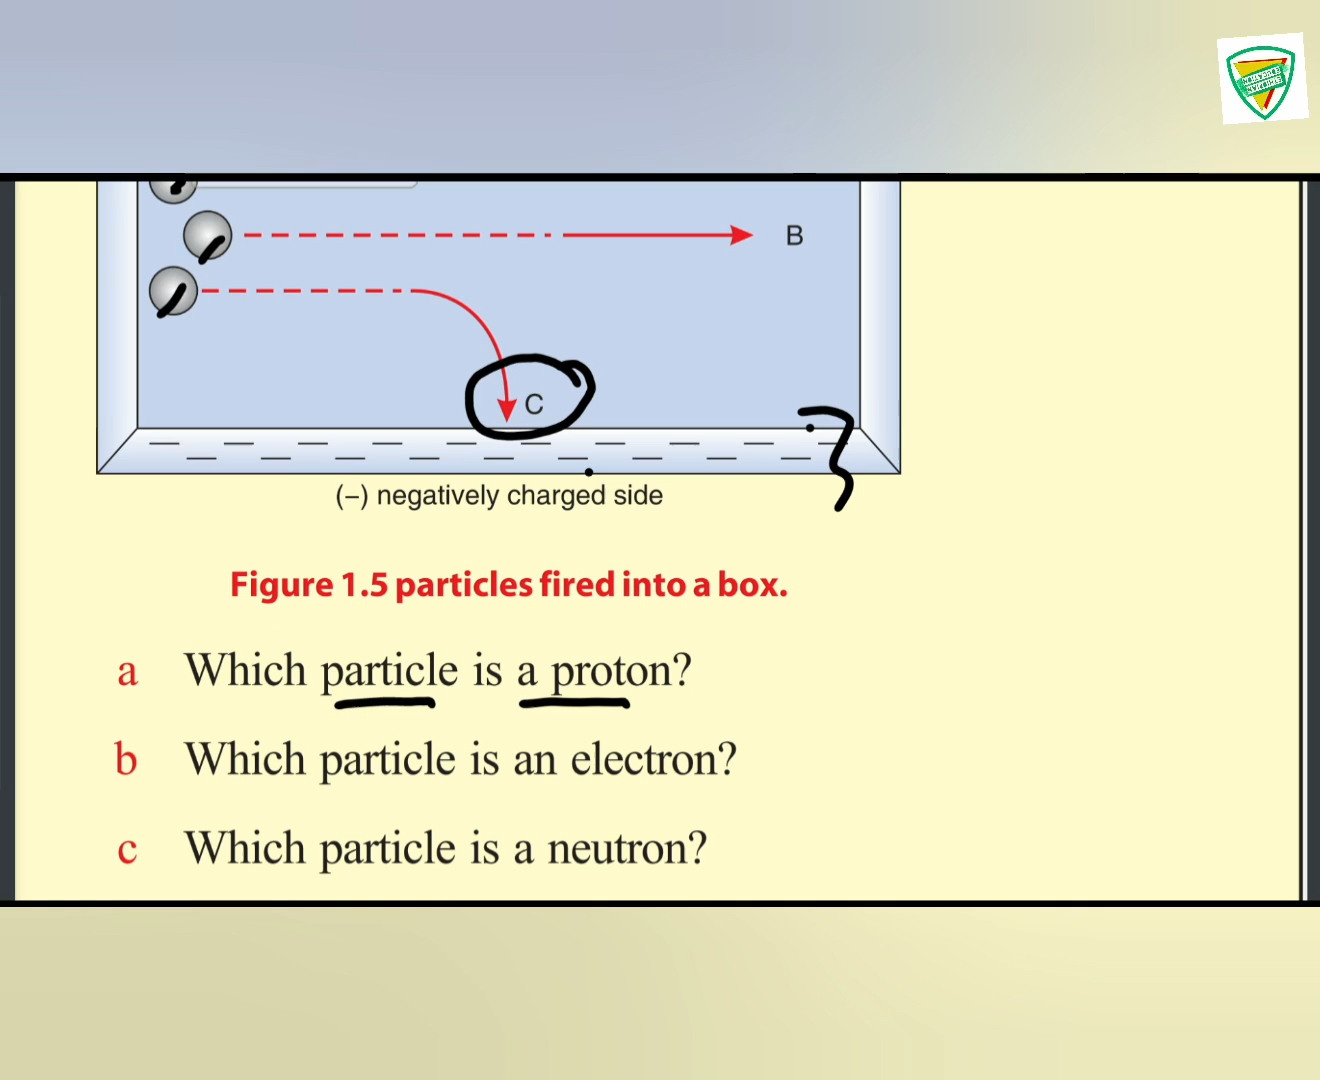 B
C
(–) negatively charged side
Figure 1.5 particles fired into a box.
a Which particle is a proton?
b Which particle is an electron?
c Which particle is a neutron?